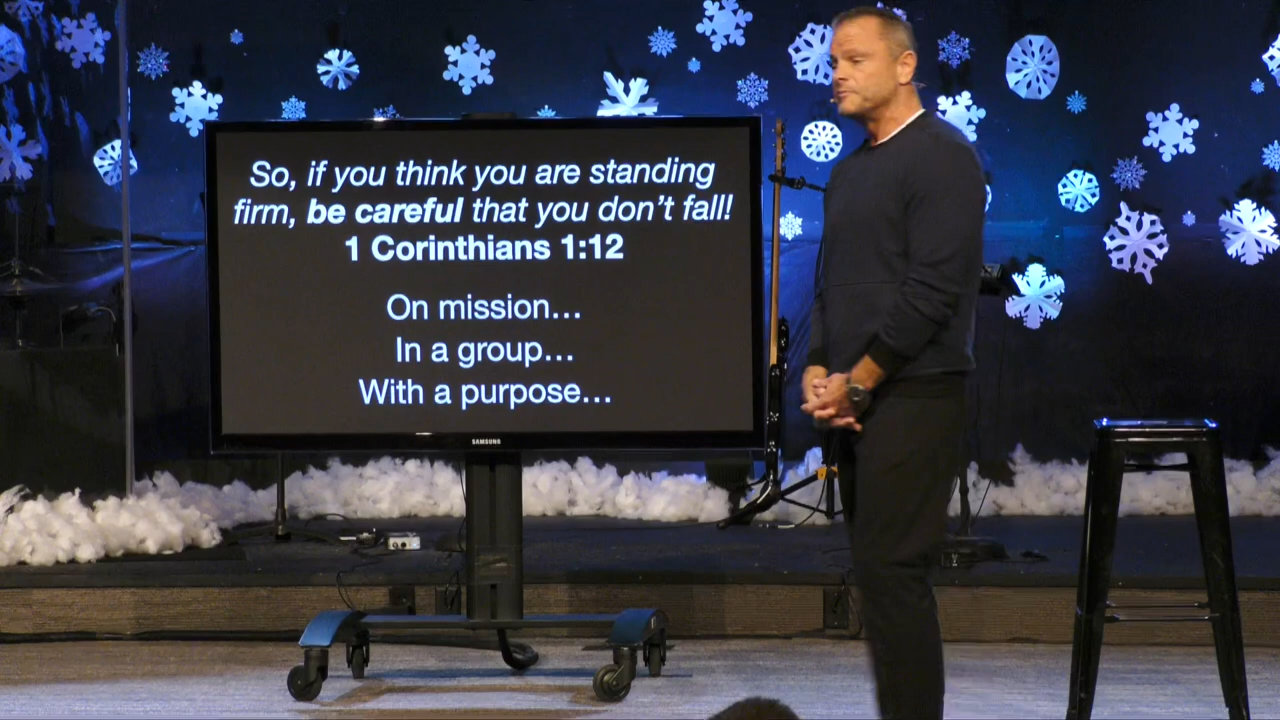 So, if you think you are standing
firm, be careful that you don't fall!
1 Corinthians 1:12
On mission...
In a group...
With a purpose...
SAMSUNG